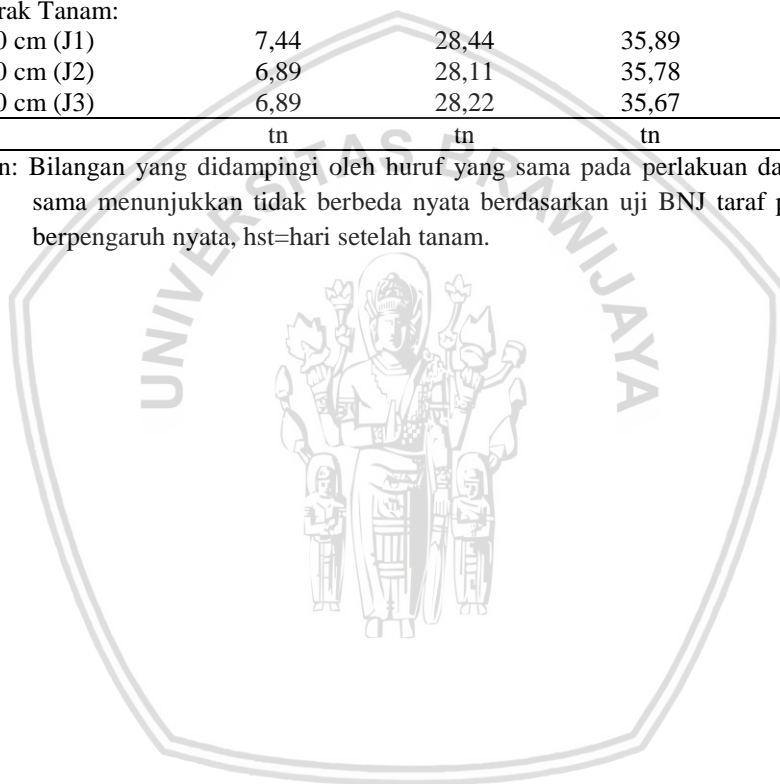 rak Tanam:
0 cm (J1) 7,44 28,44 35,89
0 cm (J2) 6,89 28,11 35,78
0 cm (J3) 6,89 28,22 35,67
tn tn tn
n: Bilangan yang didampingi oleh huruf yang sama pada perlakuan da
sama menunjukkan tidak berbeda nyata berdasarkan uji BNJ taraf p
berpengaruh nyata, hst=hari setelah tanam.
UNIVERSITAS BRAWIJAYA